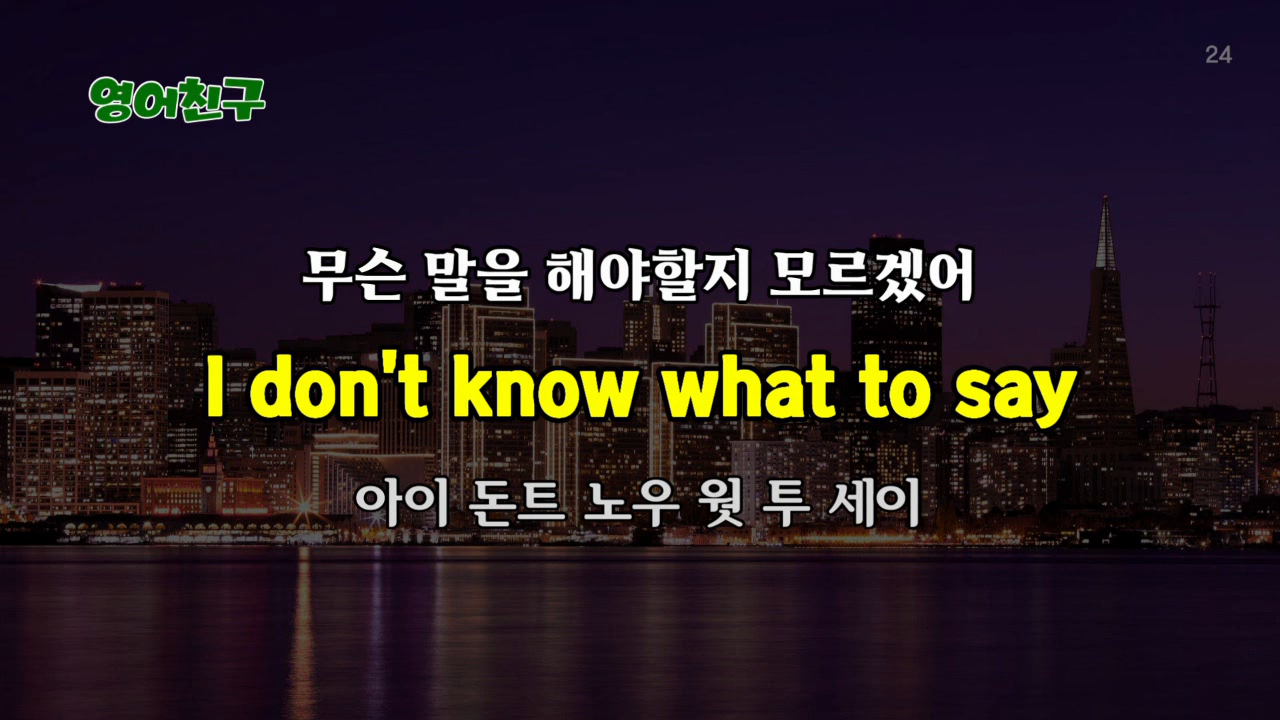 24
영어친구
무슨 말을 해야할지 모르겠어
I don't know what to say
아이 돈트 노우 웟 투 세이